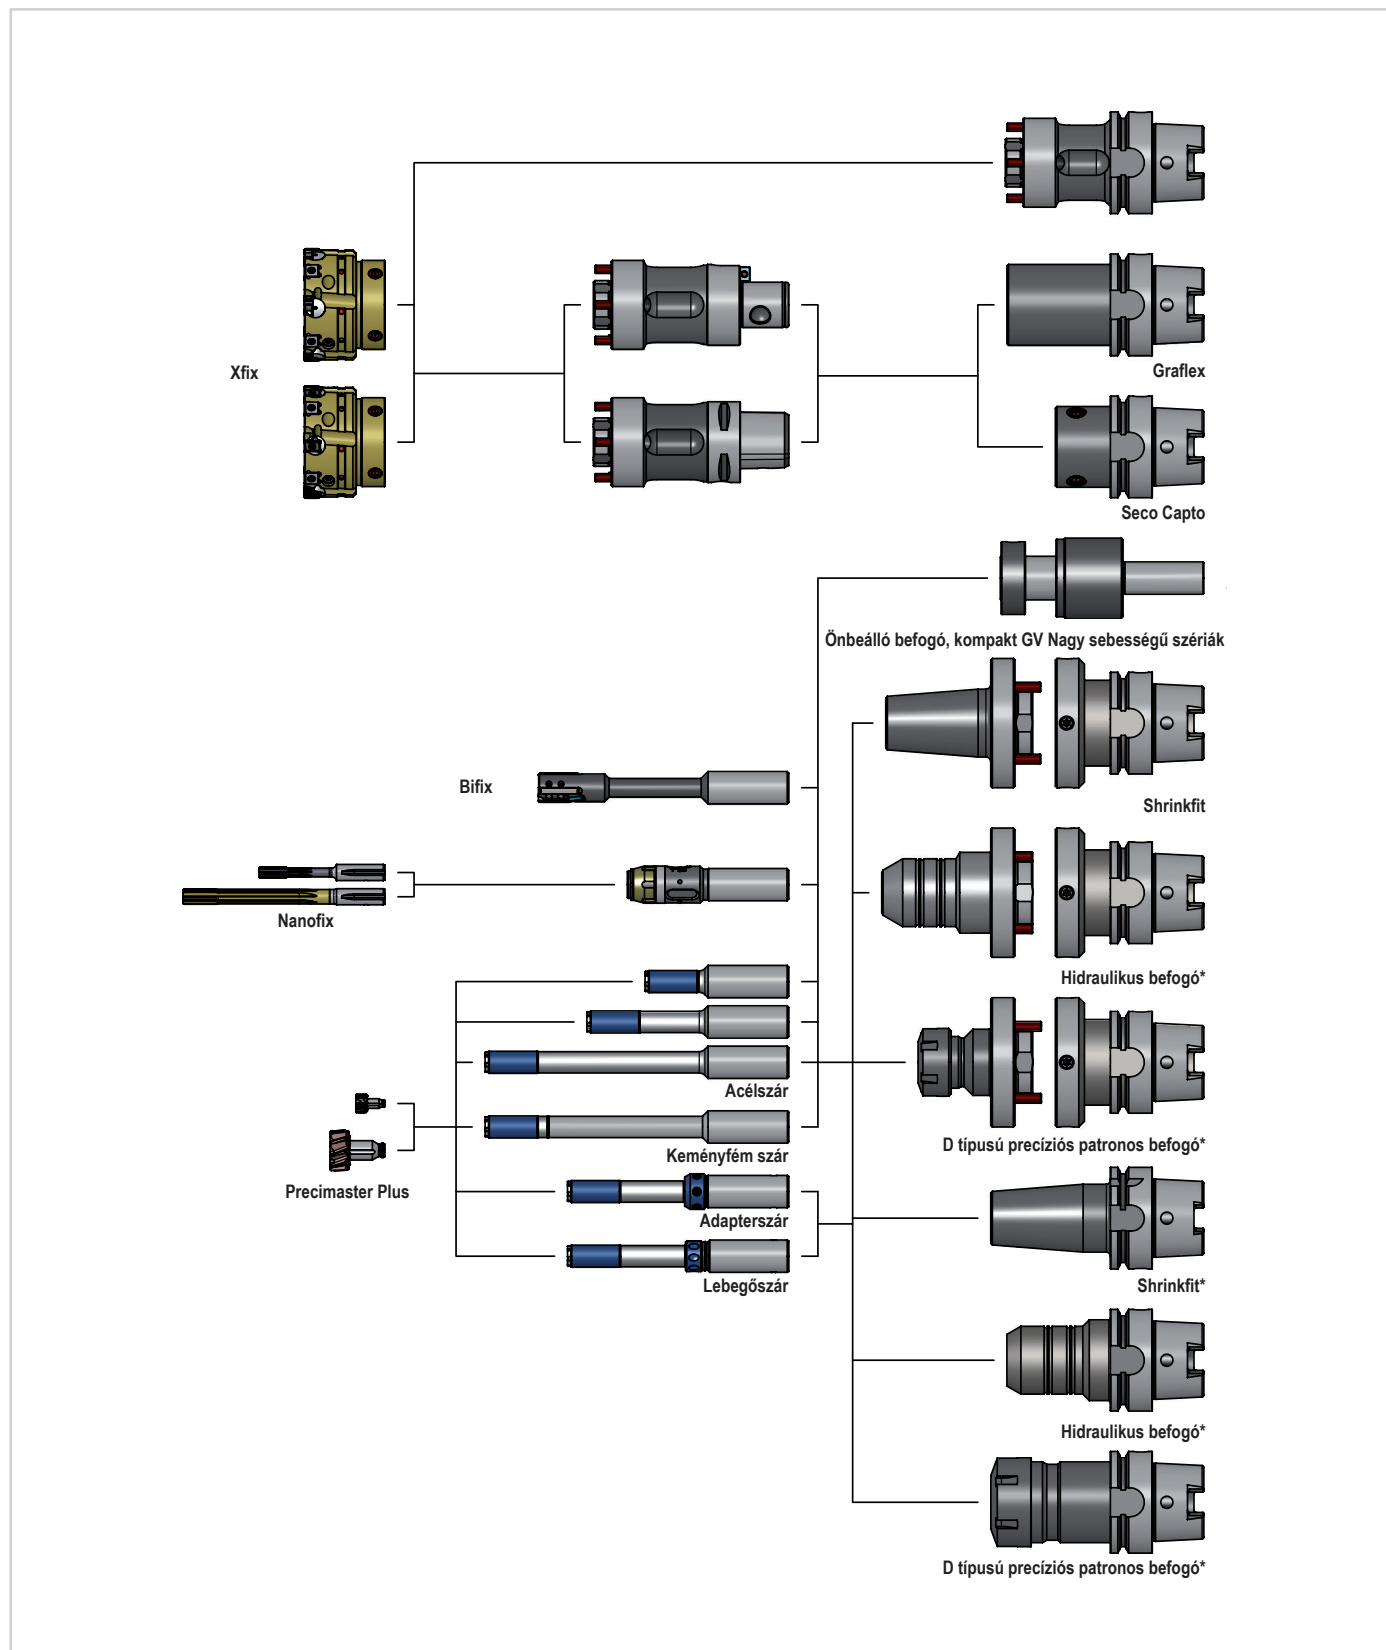 Xfix
Graflex
Seco Capto
Önbeálló befogó, kompakt GV Nagy sebességű szériák
Bifix
Shrinkfit
Nanofix
Hidraulikus befogó*
Acélszár
D típusú precíziós patronos befogó*
Keményfém szár
Precimaster Plus
Adapterszár
Lebegőszár
Shrinkfit*
Hidraulikus befogó*
D típusú precíziós patronos befogó*